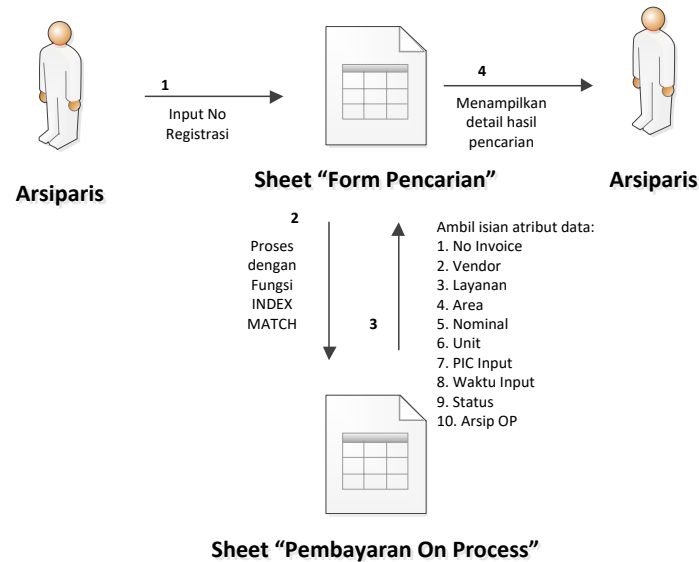 1
Input No
Registrasi
4
Menampilkan
detail hasil
pencarian
Arsiparis
Sheet “Form Pencarian”
Arsiparis
2
Proses
dengan
Fungsi
INDEX
MATCH
3
Ambil isian atribut data:
1. No Invoice
2. Vendor
3. Layanan
4. Area
5. Nominal
6. Unit
7. PIC Input
8. Waktu Input
9. Status
10. Arsip OP
Sheet “Pembayaran On Process”